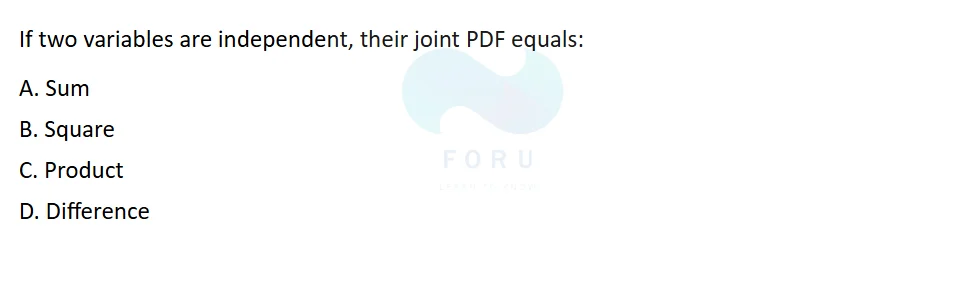 If two variables are independent, their joint PDF equals:
A. Sum
B. Square
C. Product
D. Difference
FORU